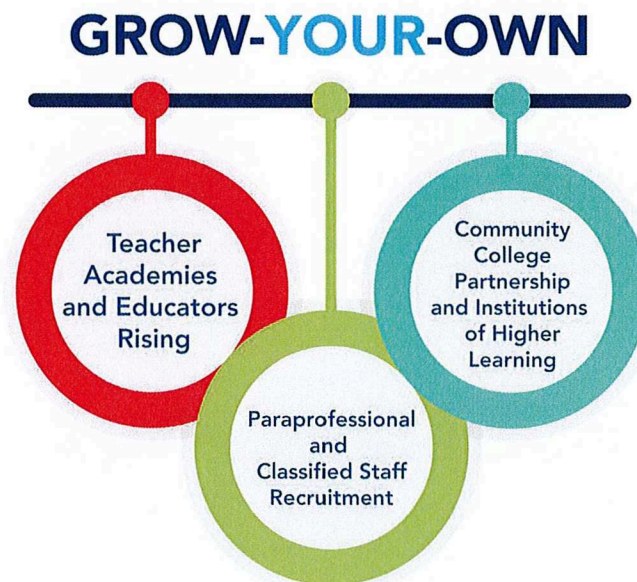 GROW-YOUR-OWN
Teacher
Academies
and Educators
Rising
Paraprofessional
and
Classified Staff
Recruitment
Community
College
Partnership
and Institutions
of Higher
Learning